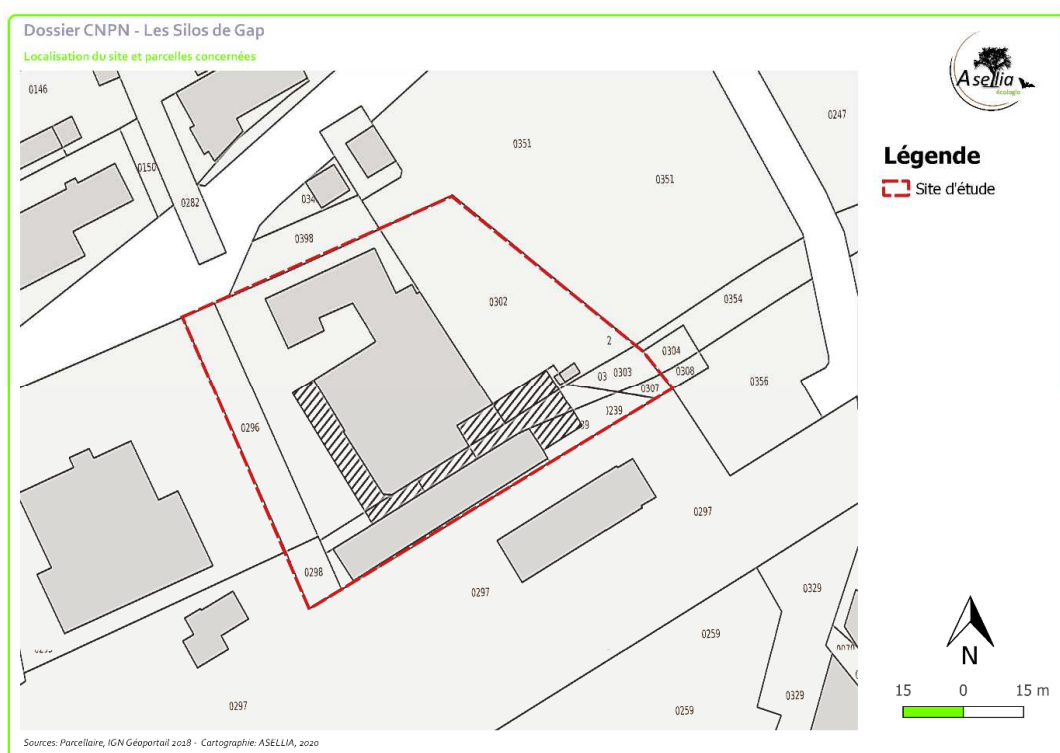 Dossier CNPN - Les Silos de Gap
Localisation du site et parcelles concernées
Asellia
écologie
Légende
Site d'étude
0146
0247
0351
0351
0150
0282
0398
0302
0354
2
0304
03 0303
0308
0307
0356
0296
0297
0298
0297
0329
0259
0329
0297
0259
N
15 0 15 m
Sources: Parcellaire, IGN Géoportail 2018 - Cartographie: ASELLIA, 2020